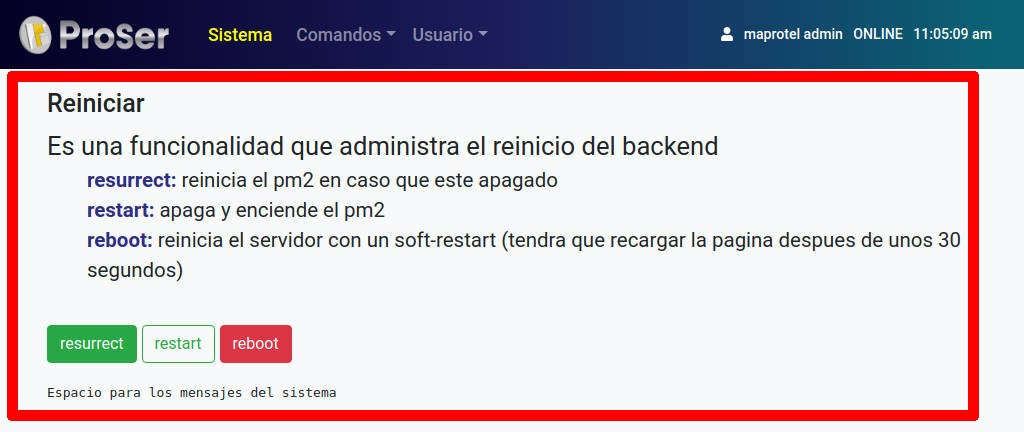 ProSer Sistema Comandos Usuario maprotel admin ONLINE 11:05:09 am
Reiniciar
Es una funcionalidad que administra el reinicio del backend
resurrect: reinicia el pm2 en caso que este apagado
restart: apaga y enciende el pm2
reboot: reinicia el servidor con un soft-restart (tendra que recargar la pagina despues de unos 30
segundos)
resurrect restart reboot
Espacio para los mensajes del sistema